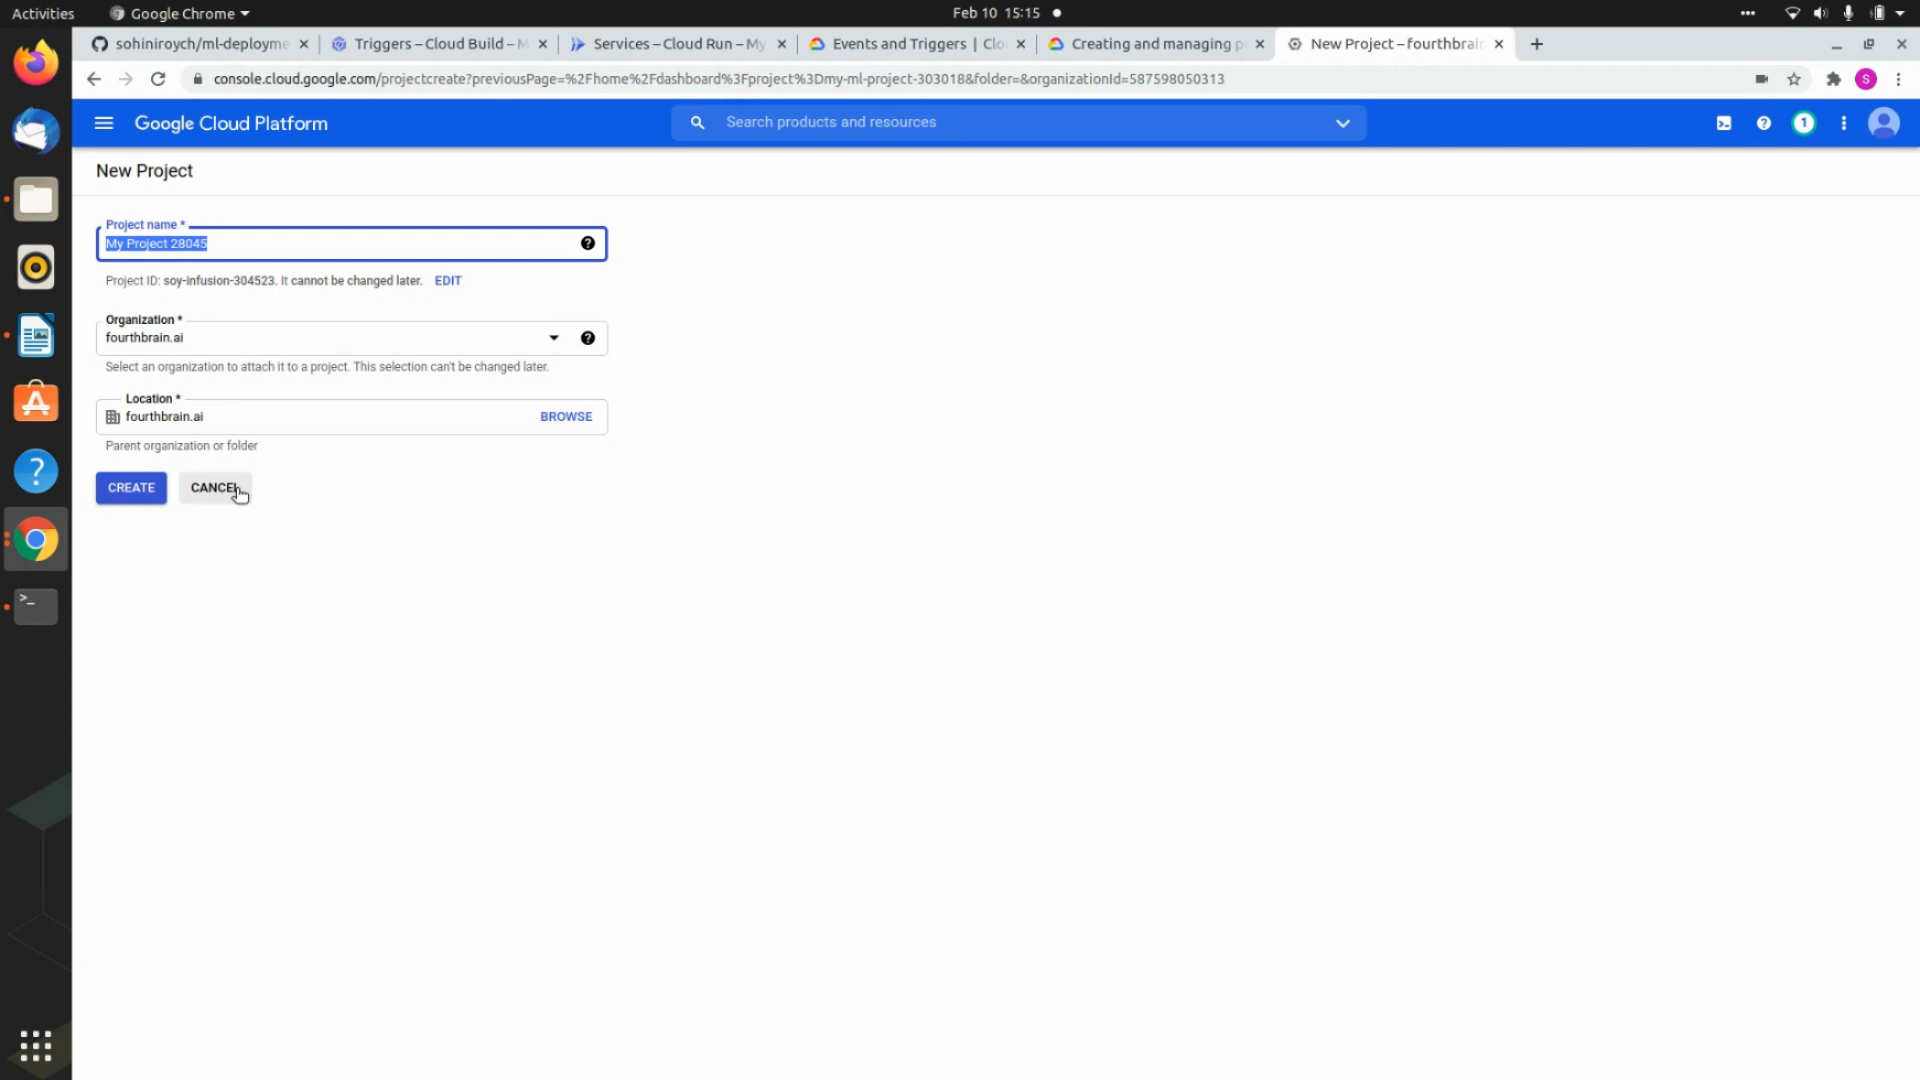 Activities
Google Chrome
Feb 10 15:15
sohiniroych/ml-deployme
Triggers – Cloud Build – M
Services – Cloud Run – My
Events and Triggers | Clo
Creating and managing p
New Project – fourthbrain
console.cloud.google.com/projectcreate?previousPage=%2Fhome%2Fdashboard%3Fproject%3Dmy-ml-project-303018&folder=&organizationId=587598050313
S
Google Cloud Platform
Search products and resources
1
New Project
Project name *
My Project 28045
Project ID: soy-infusion-304523. It cannot be changed later. EDIT
Organization *
fourthbrain.ai
Select an organization to attach it to a project. This selection can't be changed later.
Location *
fourthbrain.ai
BROWSE
Parent organization or folder
CREATE
CANCEL